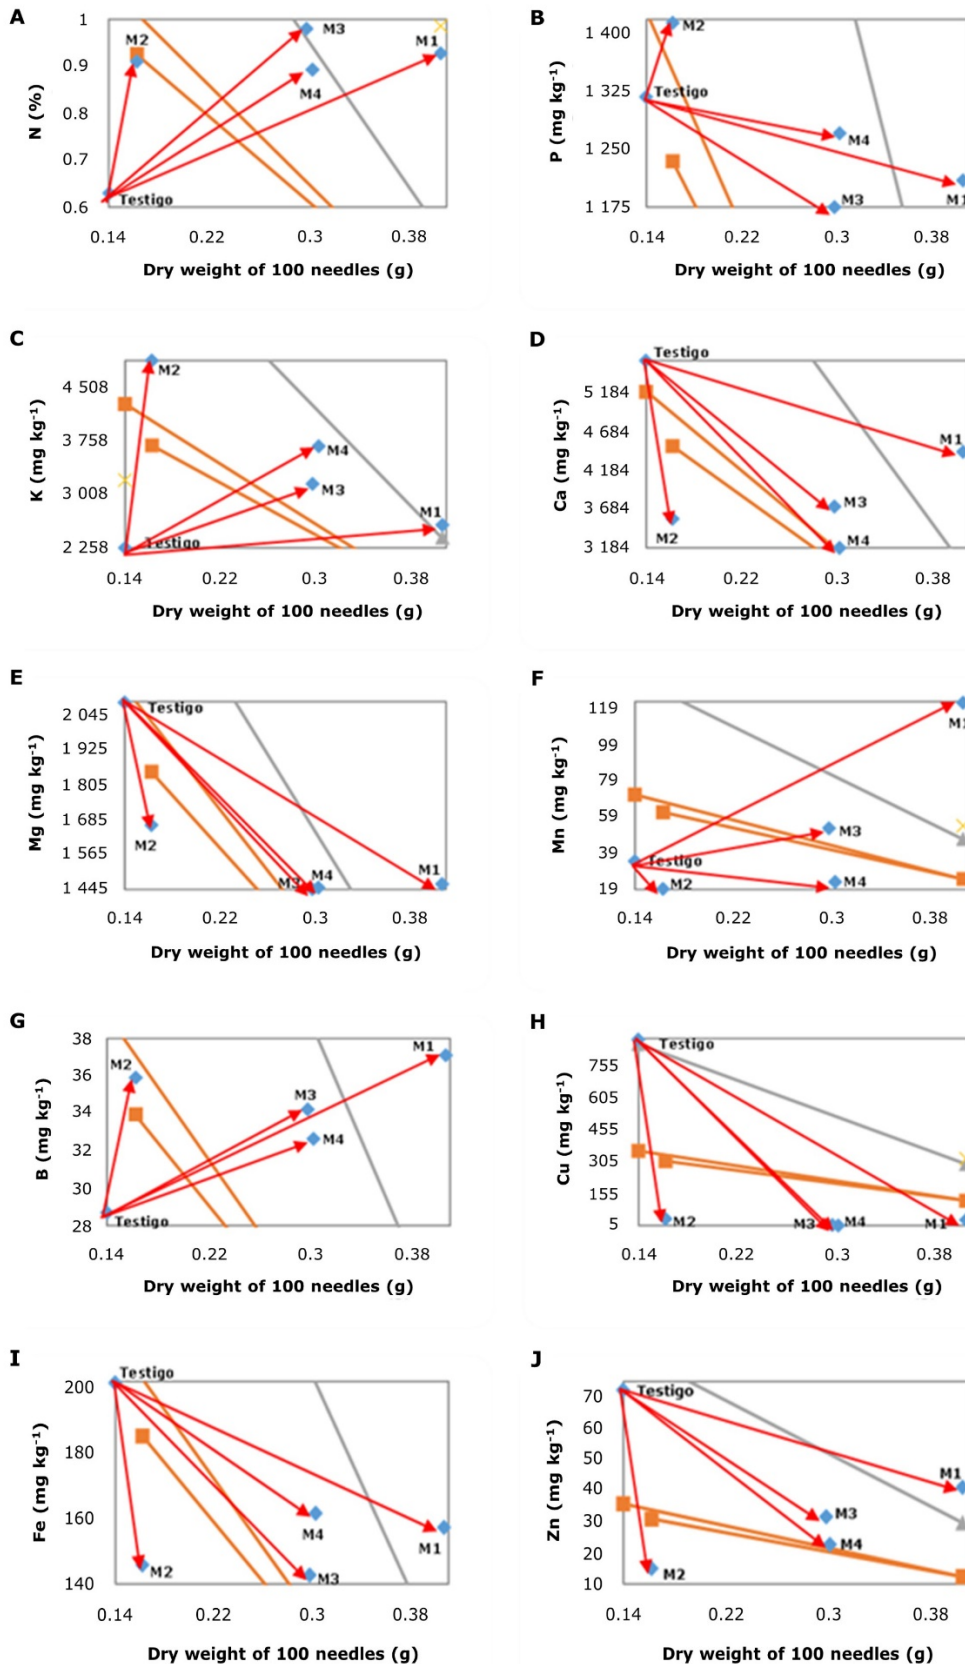 A
N (%)
1
0.9
0.8
0.7
0.6
M2
M3
M1
M4
Testigo
0.14 0.22 0.3 0.38
Dry weight of 100 needles (g)
B
P (mg kg-1)
1 400
1 325
1 250
1 175
M2
Testigo
M4
M3
M1
0.14 0.22 0.3 0.38
Dry weight of 100 needles (g)
C
K (mg kg-1)
4 508
3 758
3 008
2 258
M2
M4
M3
M1
Testigo
0.14 0.22 0.3 0.38
Dry weight of 100 needles (g)
D
Ca (mg kg-1)
5 184
4 684
4 184
3 684
3 184
Testigo
M1
M3
M2
M4
0.14 0.22 0.3 0.38
Dry weight of 100 needles (g)
E
Mg (mg kg-1)
2 045
1 925
1 805
1 685
1 565
1 445
Testigo
M2
M3
M4
M1
0.14 0.22 0.3 0.38
Dry weight of 100 needles (g)
F
Mn (mg kg-1)
119
99
79
59
39
19
M1
M3
Testigo
M2
M4
0.14 0.22 0.3 0.38
Dry weight of 100 needles (g)
G
B (mg kg-1)
38
36
34
32
30
28
M2
M1
M3
M4
Testigo
0.14 0.22 0.3 0.38
Dry weight of 100 needles (g)
H
Cu (mg kg-1)
755
605
455
305
155
5
Testigo
M2
M3
M4
M1
0.14 0.22 0.3 0.38
Dry weight of 100 needles (g)
I
Fe (mg kg-1)
200
180
160
140
Testigo
M4
M1
M2
M3
0.14 0.22 0.3 0.38
Dry weight of 100 needles (g)
J
Zn (mg kg-1)
70
60
50
40
30
20
10
Testigo
M1
M3
M4
M2
0.14 0.22 0.3 0.38
Dry weight of 100 needles (g)